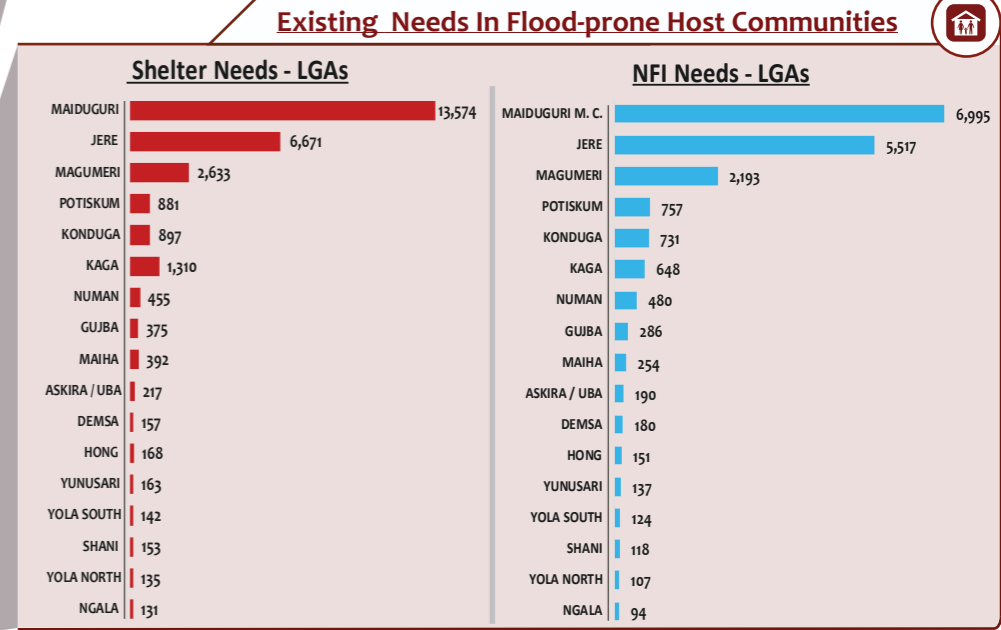 Existing Needs In Flood-prone Host Communities
Shelter Needs - LGAs
MAIDUGURI 13,574
JERE 6,671
MAGUMERI 2,633
POTISKUM 881
KONDUGA 897
KAGA 1,310
NUMAN 455
GUJBA 375
MAIHA 392
ASKIRA / UBA 217
DEMSA 157
HONG 168
YUNUSARI 163
YOLA SOUTH 142
SHANI 153
YOLA NORTH 135
NGALA 131
NFI Needs - LGAs
MAIDUGURI M. C. 6,995
JERE 5,517
MAGUMERI 2,193
POTISKUM 757
KONDUGA 731
KAGA 648
NUMAN 480
GUJBA 286
MAIHA 254
ASKIRA / UBA 190
DEMSA 180
HONG 151
YUNUSARI 137
YOLA SOUTH 124
SHANI 118
YOLA NORTH 107
NGALA 94